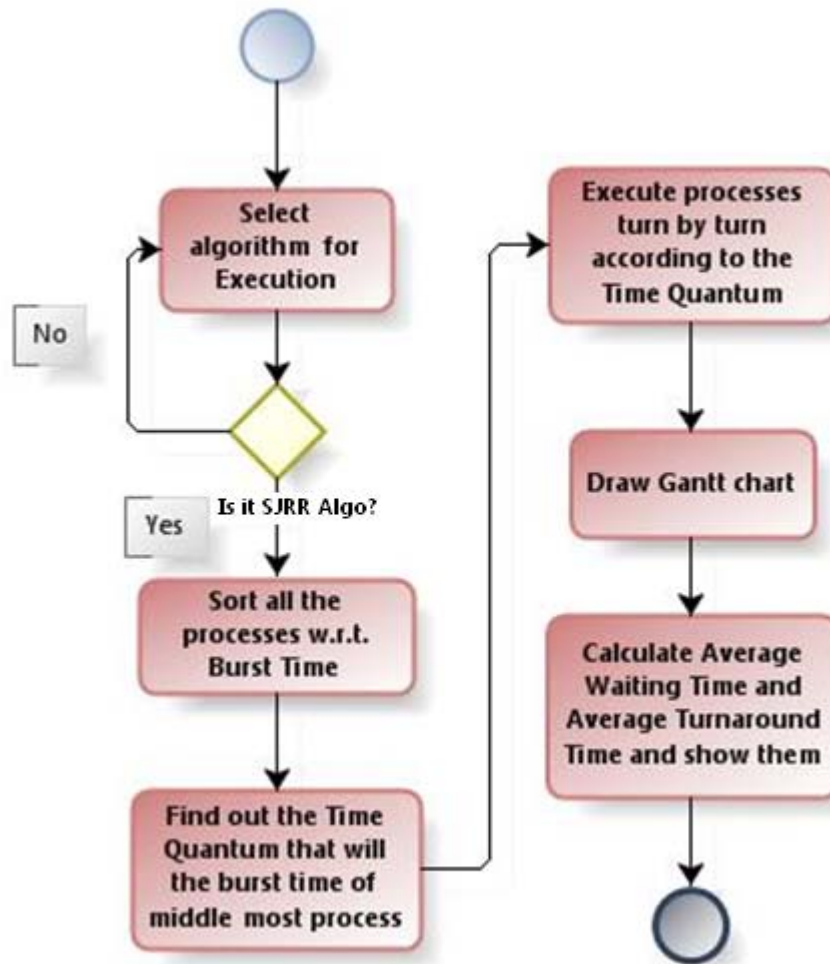 Select
algorithm for
Execution
No
Is it SJRR Algo?
Yes
Sort all the
processes w.r.t.
Burst Time
Find out the Time
Quantum that will
the burst time of
middle most process
Execute processes
turn by turn
according to the
Time Quantum
Draw Gantt chart
Calculate Average
Waiting Time and
Average Turnaround
Time and show them